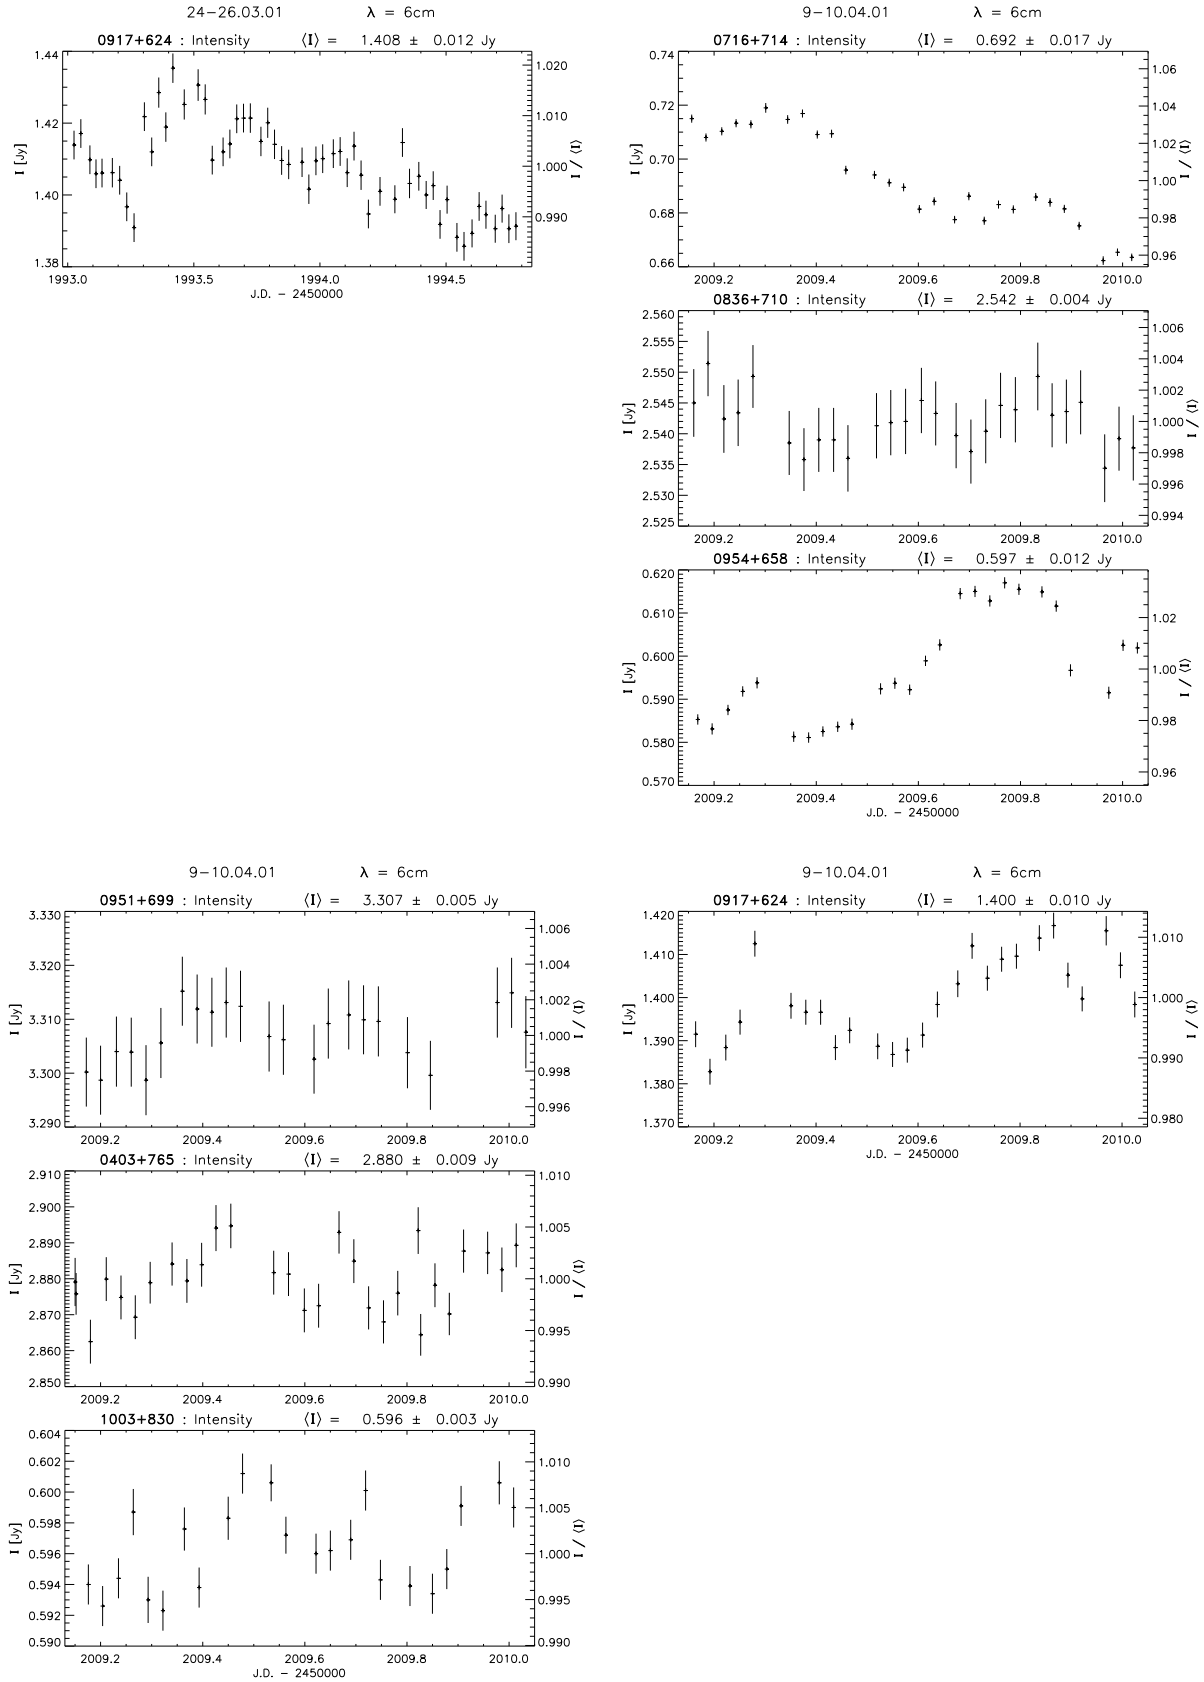 24−26.03.01 λ = 6cm
0917+624 : Intensity ⟨I⟩ = 1.408 ± 0.012 Jy
1.44
1.42
1.40
1.38
I [Jy]
1.020
1.010
1.000
0.990
I / ⟨I⟩
1993.0 1993.5 1994.0 1994.5
J.D. − 2450000
9−10.04.01 λ = 6cm
0716+714 : Intensity ⟨I⟩ = 0.692 ± 0.017 Jy
0.74
0.72
0.70
0.68
0.66
I [Jy]
1.06
1.04
1.02
1.00
0.98
0.96
I / ⟨I⟩
2009.2 2009.4 2009.6 2009.8 2010.0
0836+710 : Intensity ⟨I⟩ = 2.542 ± 0.004 Jy
2.560
2.555
2.550
2.545
2.540
2.535
2.530
2.525
I [Jy]
1.006
1.004
1.002
1.000
0.998
0.996
0.994
I / ⟨I⟩
2009.2 2009.4 2009.6 2009.8 2010.0
0954+658 : Intensity ⟨I⟩ = 0.597 ± 0.012 Jy
0.620
0.610
0.600
0.590
0.580
0.570
I [Jy]
1.02
1.00
0.98
0.96
I / ⟨I⟩
2009.2 2009.4 2009.6 2009.8 2010.0
J.D. − 2450000
9−10.04.01 λ = 6cm
0951+699 : Intensity ⟨I⟩ = 3.307 ± 0.005 Jy
3.330
3.320
3.310
3.300
3.290
I [Jy]
1.006
1.004
1.002
1.000
0.998
0.996
I / ⟨I⟩
2009.2 2009.4 2009.6 2009.8 2010.0
0403+765 : Intensity ⟨I⟩ = 2.880 ± 0.009 Jy
2.910
2.900
2.890
2.880
2.870
2.860
2.850
I [Jy]
1.010
1.005
1.000
0.995
0.990
I / ⟨I⟩
2009.2 2009.4 2009.6 2009.8 2010.0
1003+830 : Intensity ⟨I⟩ = 0.596 ± 0.003 Jy
0.604
0.602
0.600
0.598
0.596
0.594
0.592
0.590
I [Jy]
1.010
1.005
1.000
0.995
0.990
I / ⟨I⟩
2009.2 2009.4 2009.6 2009.8 2010.0
J.D. − 2450000
9−10.04.01 λ = 6cm
0917+624 : Intensity ⟨I⟩ = 1.400 ± 0.010 Jy
1.420
1.410
1.400
1.390
1.380
1.370
I [Jy]
1.010
1.000
0.990
0.980
I / ⟨I⟩
2009.2 2009.4 2009.6 2009.8 2010.0
J.D. − 2450000